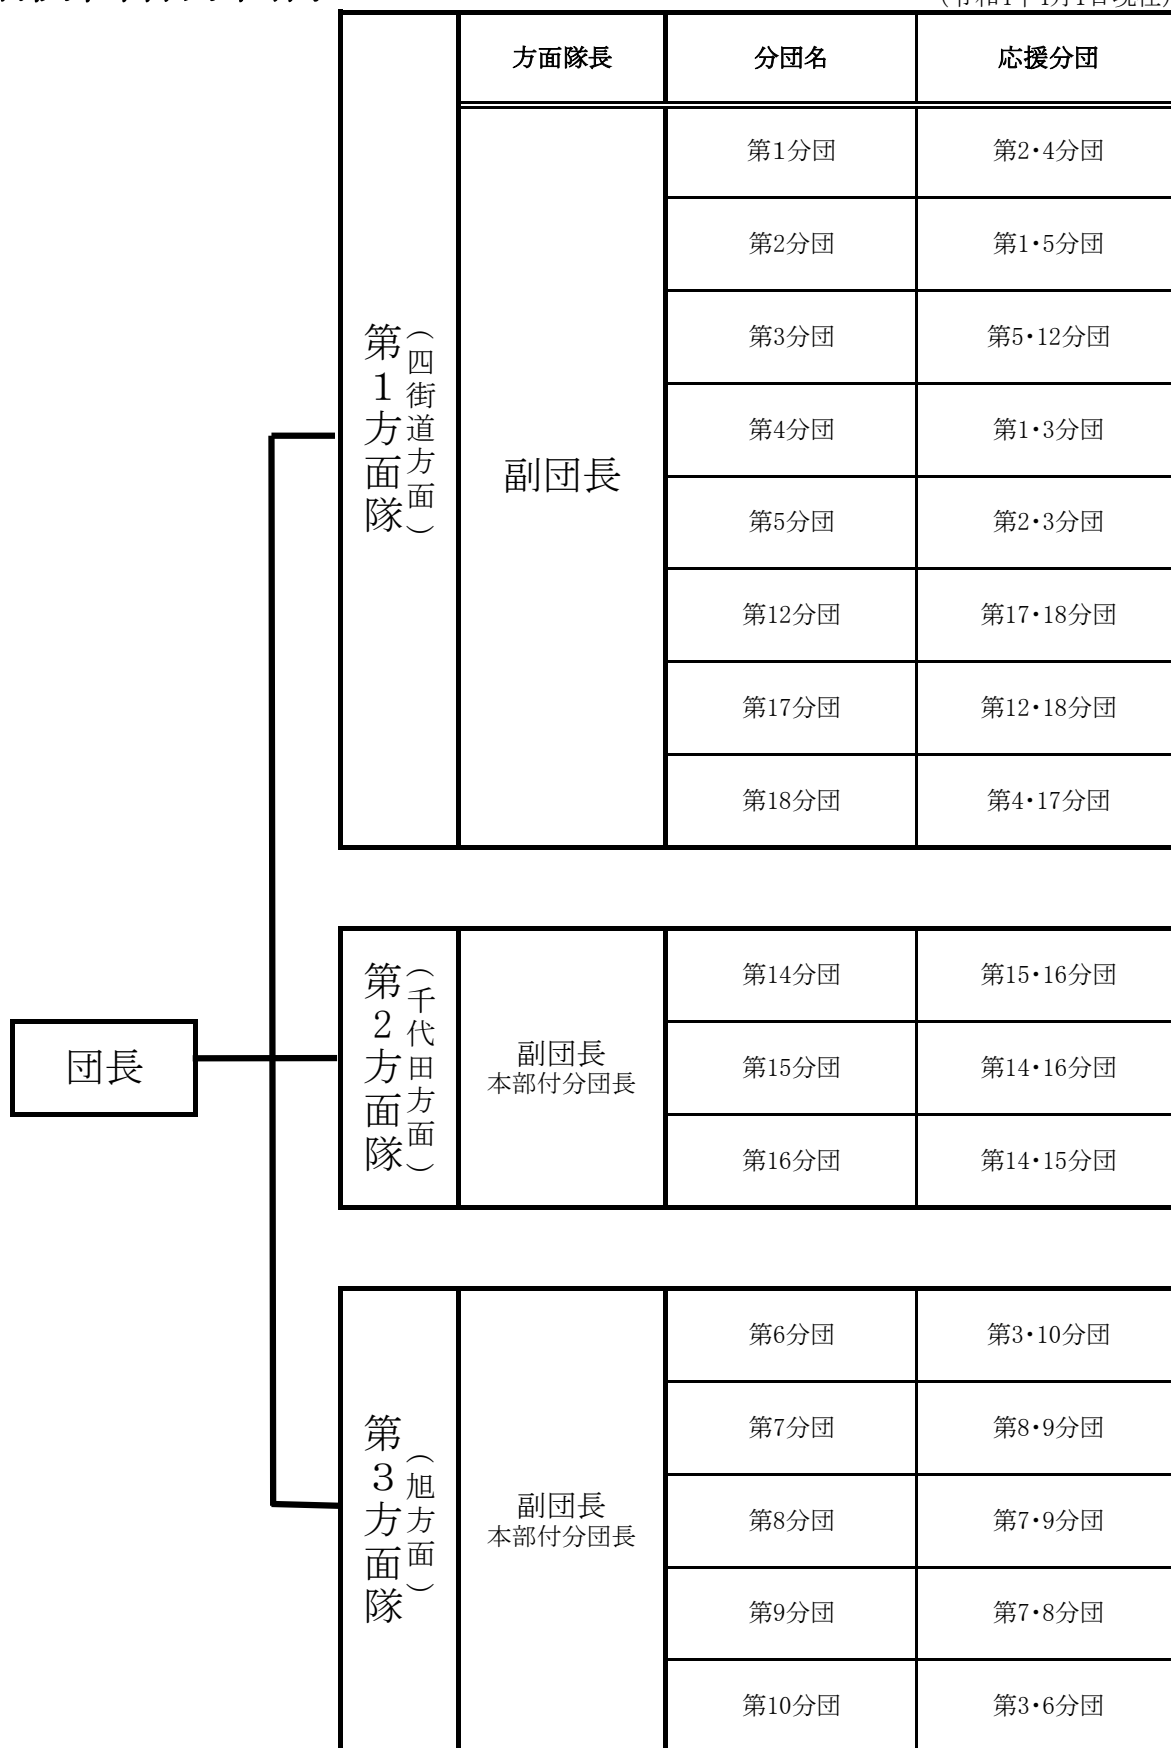 方面隊長 分団名 応援分団
第1方面隊
(四街道方面)
副団長
第1分団 第2・4分団
第2分団 第1・5分団
第3分団 第5・12分団
第4分団 第1・3分団
第5分団 第2・3分団
第12分団 第17・18分団
第17分団 第12・18分団
第18分団 第4・17分団
団長
第2方面隊
(千代田方面)
副団長
本部付分団長
第14分団 第15・16分団
第15分団 第14・16分団
第16分団 第14・15分団
第3方面隊
(旭方面)
副団長
本部付分団長
第6分団 第3・10分団
第7分団 第8・9分団
第8分団 第7・9分団
第9分団 第7・8分団
第10分団 第3・6分団